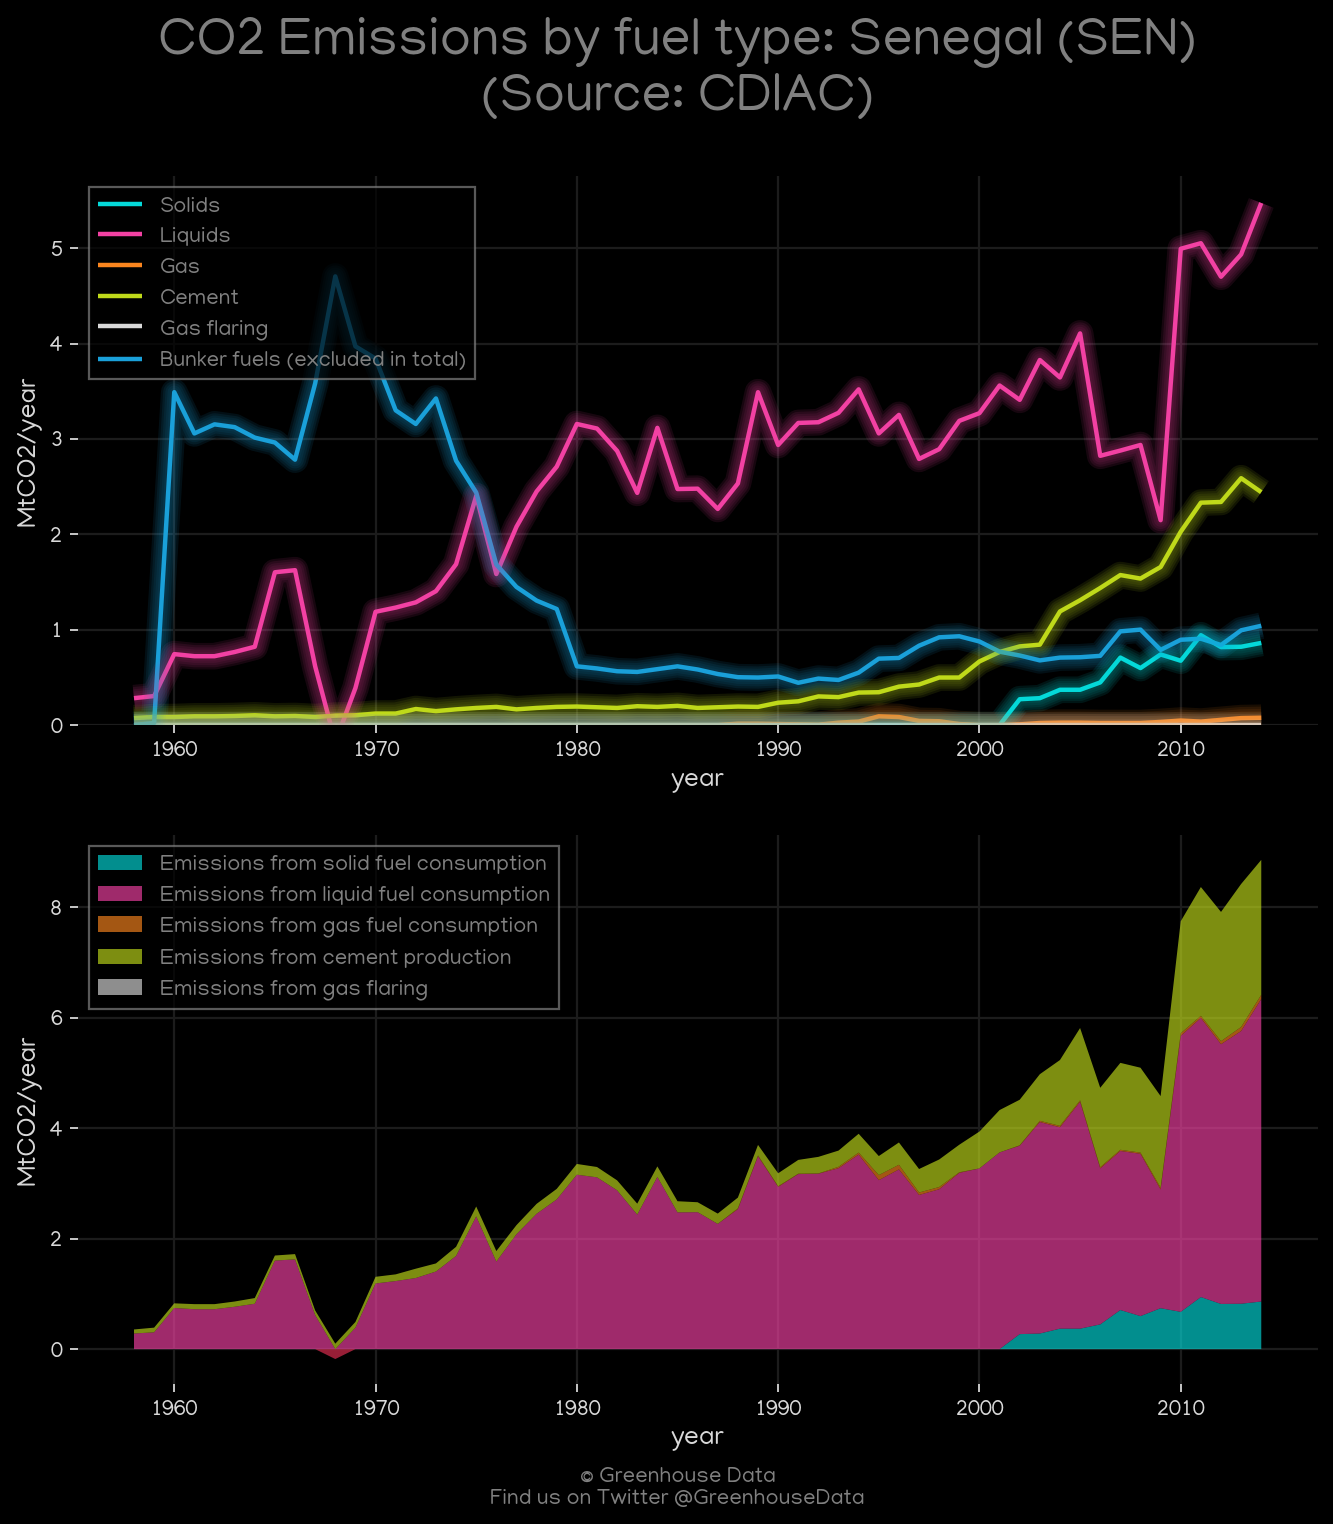 CO2 Emissions by fuel type: Senegal (SEN)
(Source: CDIAC)
Solids
Liquids
Gas
Cement
Gas flaring
Bunker fuels (excluded in total)
MtCO2/year
5
4
3
2
1
0
1960 1970 1980 1990 2000 2010
year
Emissions from solid fuel consumption
Emissions from liquid fuel consumption
Emissions from gas fuel consumption
Emissions from cement production
Emissions from gas flaring
MtCO2/year
8
6
4
2
0
1960 1970 1980 1990 2000 2010
year
© Greenhouse Data
Find us on Twitter @GreenhouseData